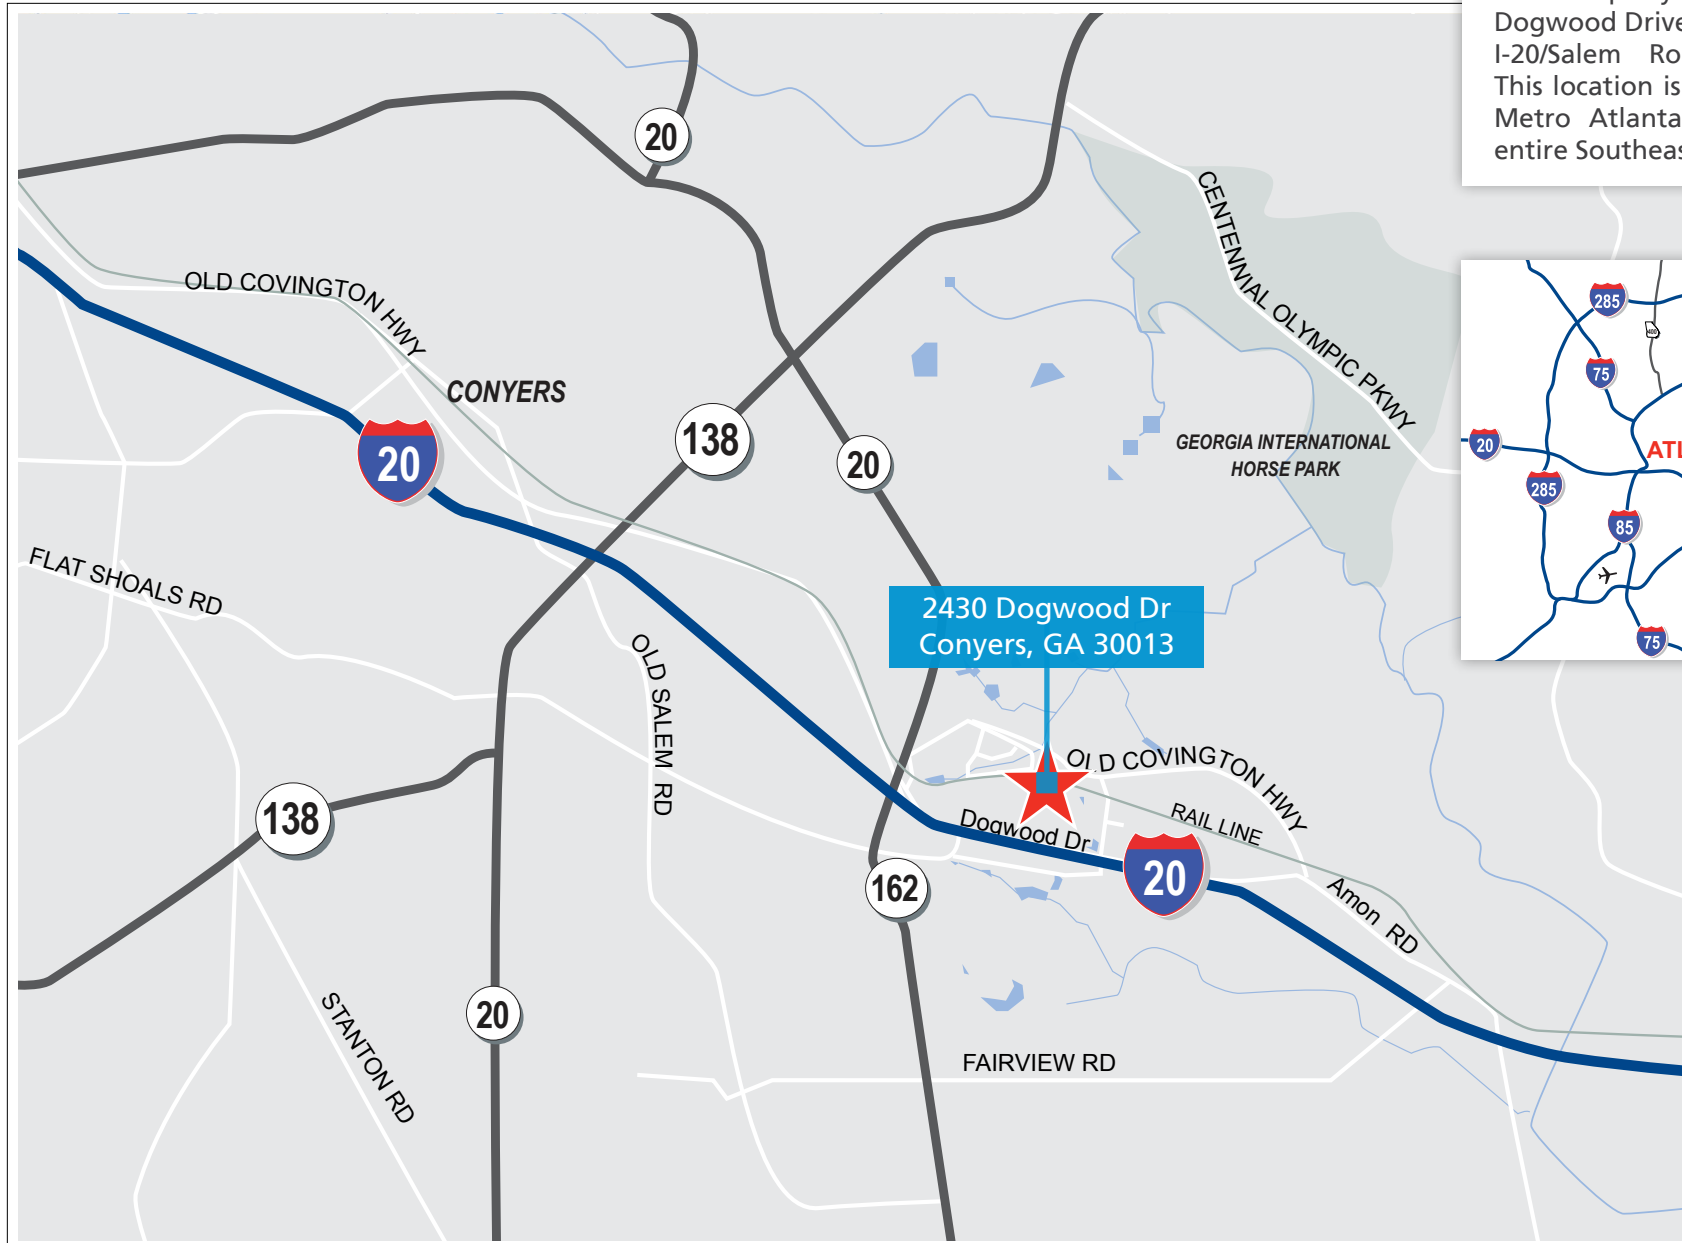 Dogwood Drive
I-20/Salem
This location is
Metro Atlanta
entire
20
CENTENNIAL OLYMPIC PKWY
OLD COVINGTON HWY
285
400
75
CONYERS
138
20
GEORGIA INTERNATIONAL
HORSE PARK
20
20
285
85
FLAT SHOALS RD
2430 Dogwood Dr
Conyers, GA 30013
75
OLD SALEM RD
OLD COVINGTON HWY
138
Dogwood Dr
RAIL LINE
20
162
Amon RD
20
STANTON RD
FAIRVIEW RD